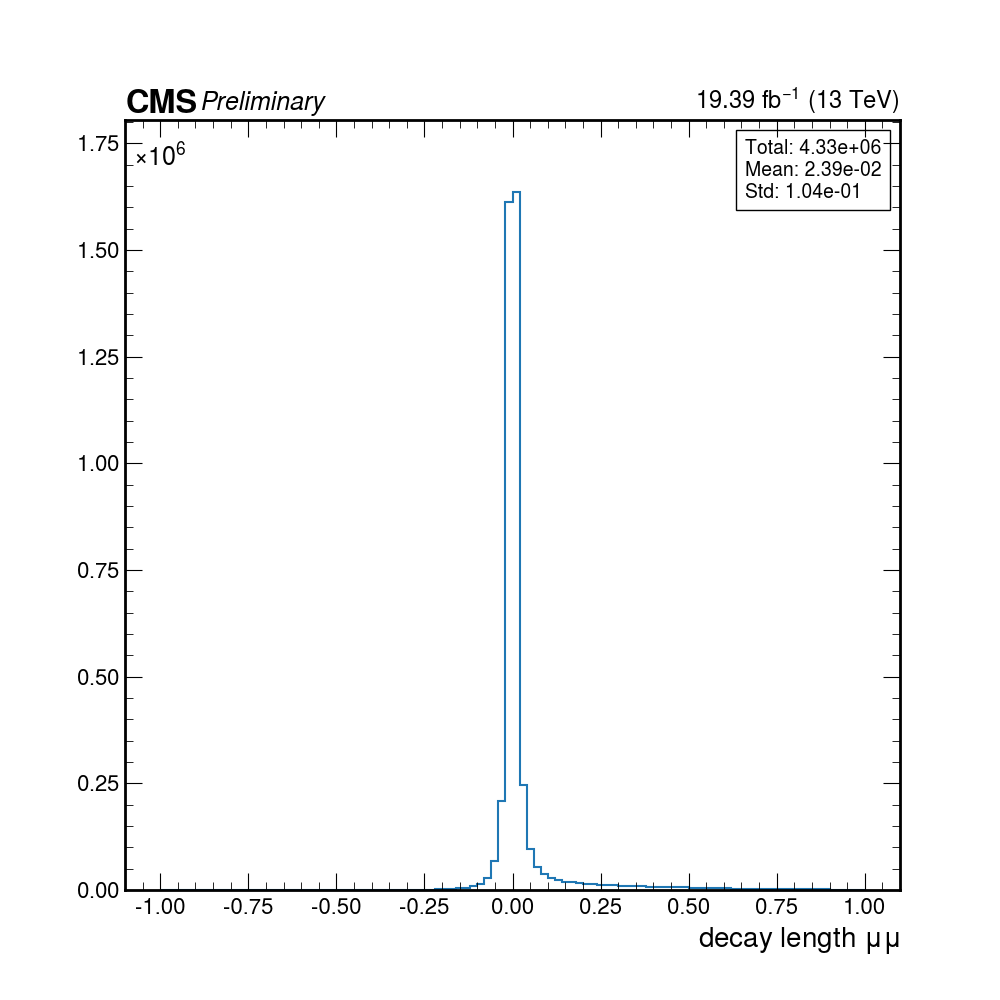 CMS Preliminary 19.39 fb⁻¹ (13 TeV)
×10⁶
Total: 4.33e+06
Mean: 2.39e-02
Std: 1.04e-01
1.75
1.50
1.25
1.00
0.75
0.50
0.25
0.00
-1.00 -0.75 -0.50 -0.25 0.00 0.25 0.50 0.75 1.00
decay length μμ